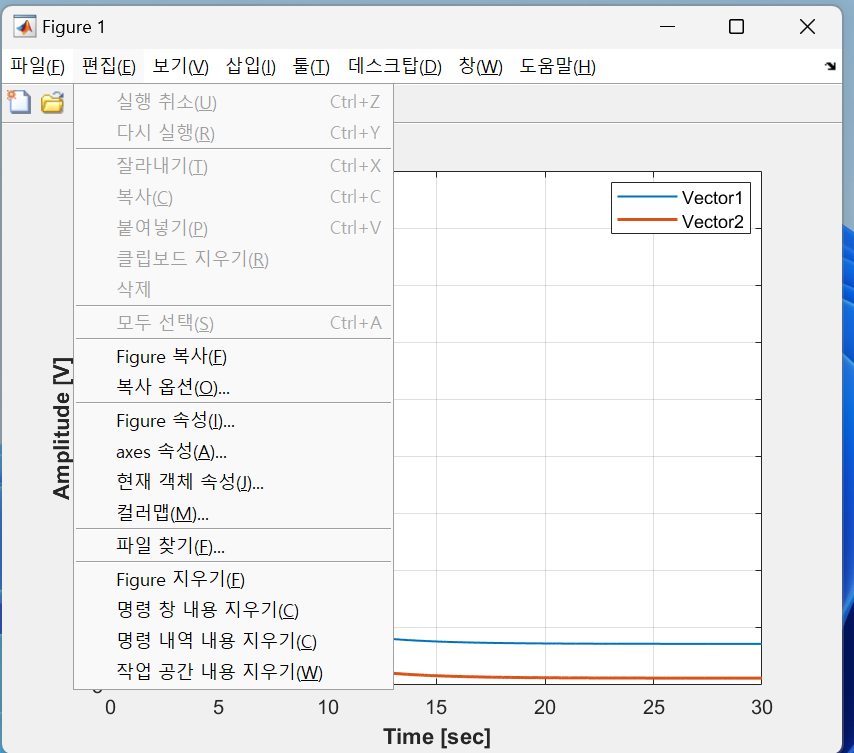 Figure 1
파일(F) 편집(E) 보기(V) 삽입(I) 툴(T) 데스크탑(D) 창(W) 도움말(H)
실행 취소(U) Ctrl+Z
다시 실행(R) Ctrl+Y
잘라내기(T) Ctrl+X
복사(C) Ctrl+C
붙여넣기(P) Ctrl+V
클립보드 지우기(R)
삭제
모두 선택(S) Ctrl+A
Figure 복사(F)
복사 옵션(O)...
Figure 속성(I)...
axes 속성(A)...
현재 객체 속성(J)...
컬러맵(M)...
파일 찾기(F)...
Figure 지우기(F)
명령 창 내용 지우기(C)
명령 내역 내용 지우기(C)
작업 공간 내용 지우기(W)
Vector1
Vector2
Amplitude [V]
0 5 10 15 20 25 30
Time [sec]